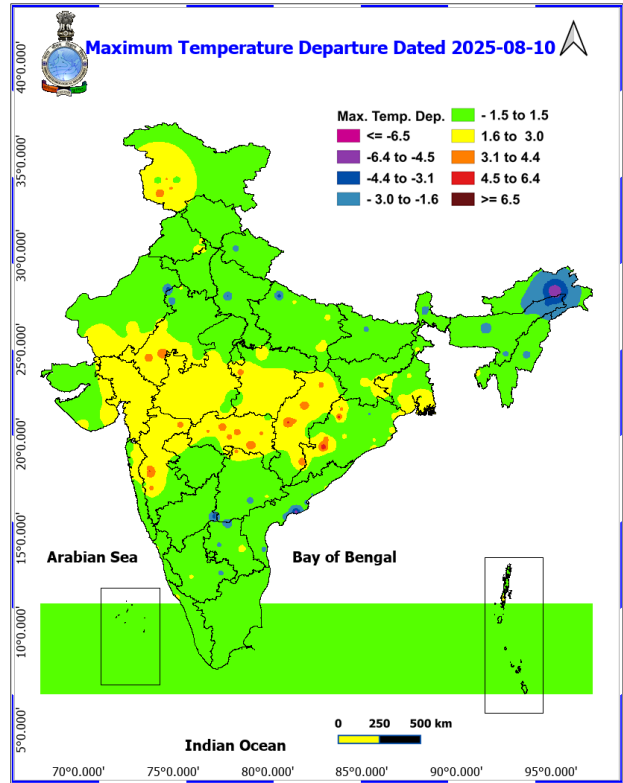 Maximum Temperature Departure Dated 2025-08-10
Max. Temp. Dep.
<= -6.5
-6.4 to -4.5
-4.4 to -3.1
- 3.0 to -1.6
- 1.5 to 1.5
1.6 to 3.0
3.1 to 4.4
4.5 to 6.4
>= 6.5
40°0.000'
35°0.000'
30°0.000'
25°0.000'
20°0.000'
15°0.000'
10°0.000'
5°0.000'
Arabian Sea
Bay of Bengal
Indian Ocean
0 250 500 km
70°0.000' 75°0.000' 80°0.000' 85°0.000' 90°0.000' 95°0.000'